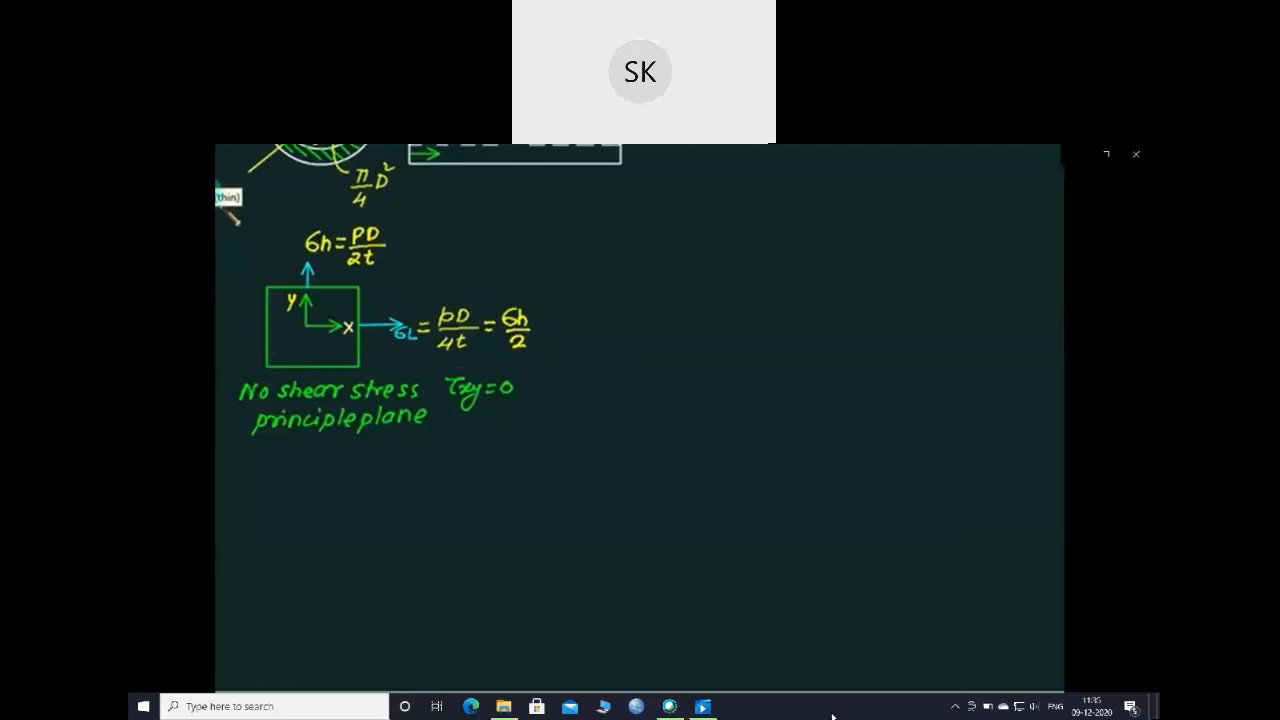 SK
π/4 D²
(thin)
σh = PD/2t
y
x
σL = pD/4t = σh/2
No shear stress τxy = 0
principle plane
Type here to search
ENG
11:35
09-12-2020